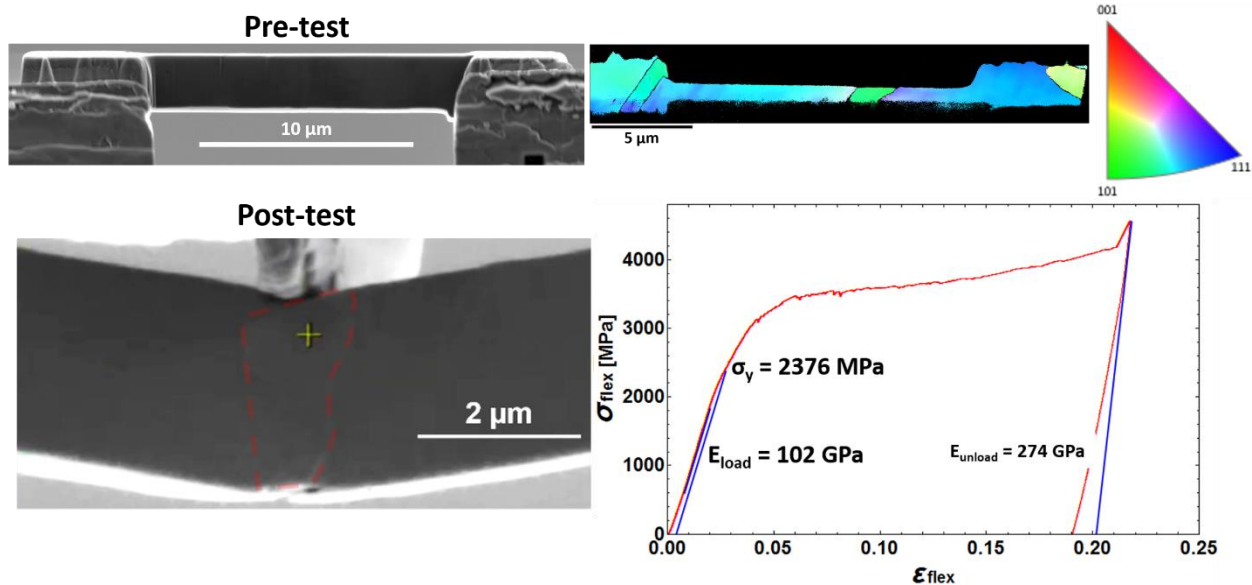 Pre-test
10 µm
5 µm
001
101
111
Post-test
2 µm
σflex [MPa]
4000
3000
2000
1000
0
σy = 2376 MPa
Eload = 102 GPa
Eunload = 274 GPa
0.00 0.05 0.10 0.15 0.20 0.25
εflex